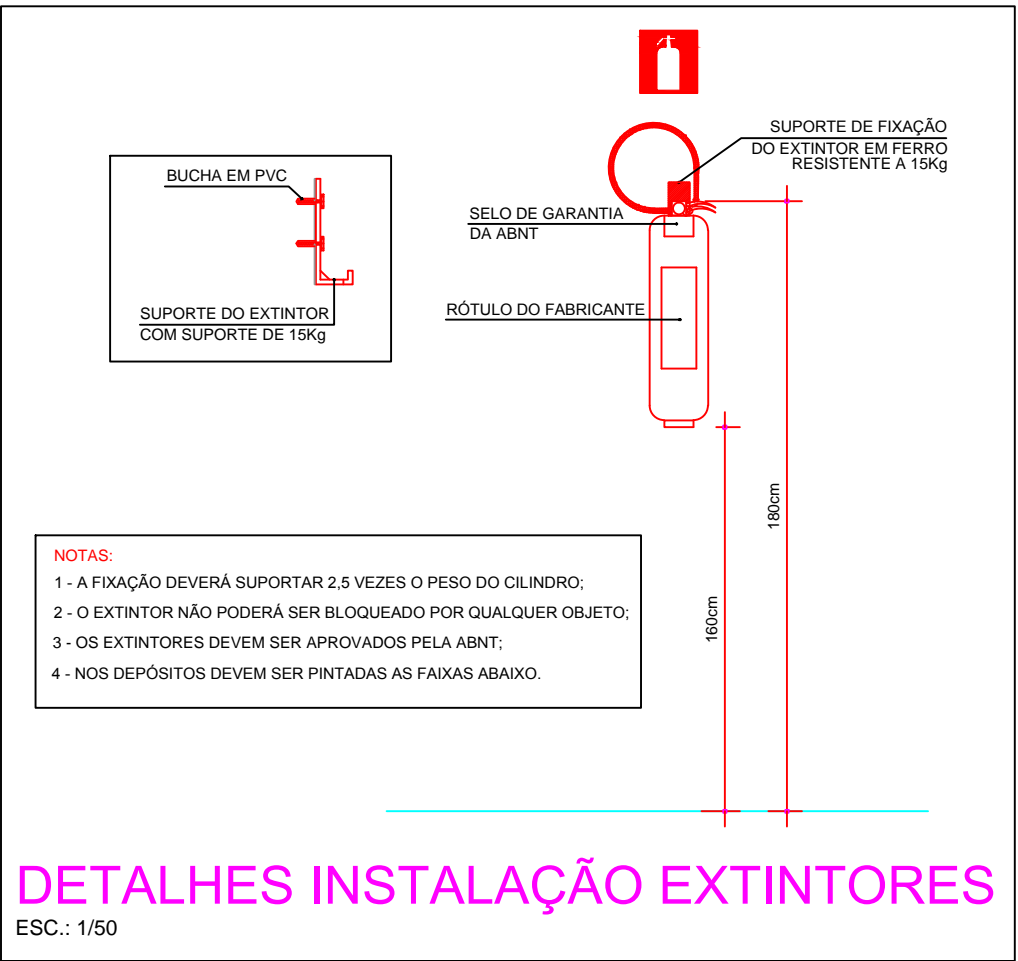 SUPORTE DE FIXAÇÃO
DO EXTINTOR EM FERRO
RESISTENTE A 15Kg
BUCHA EM PVC
SELO DE GARANTIA
DA ABNT
SUPORTE DO EXTINTOR
COM SUPORTE DE 15Kg
RÓTULO DO FABRICANTE
180cm
160cm
NOTAS:
1 - A FIXAÇÃO DEVERÁ SUPORTAR 2,5 VEZES O PESO DO CILINDRO;
2 - O EXTINTOR NÃO PODERÁ SER BLOQUEADO POR QUALQUER OBJETO;
3 - OS EXTINTORES DEVEM SER APROVADOS PELA ABNT;
4 - NOS DEPÓSITOS DEVEM SER PINTADAS AS FAIXAS ABAIXO.
DETALHES INSTALAÇÃO EXTINTORES
ESC.: 1/50